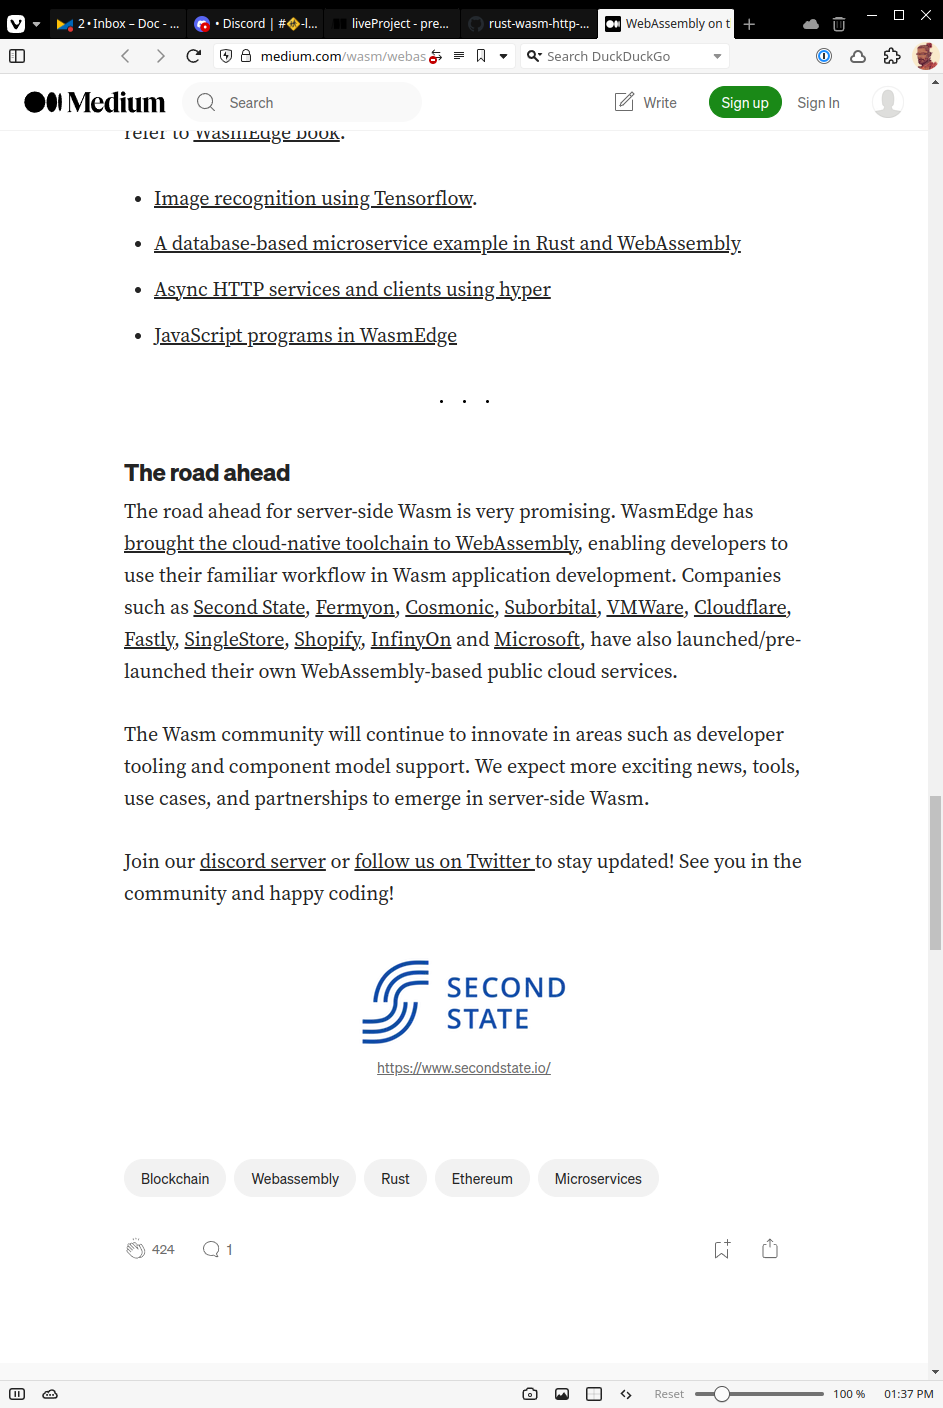 2 • Inbox – Doc - ...
• Discord | #
-l...
liveProject - pre...
rust-wasm-http-...
WebAssembly on t
medium.com/wasm/webas
Search DuckDuckGo
Medium
Search
Write
Sign up
Sign In
refer to WasmEdge book.
• Image recognition using Tensorflow.
• A database-based microservice example in Rust and WebAssembly
• Async HTTP services and clients using hyper
• JavaScript programs in WasmEdge
. . .
The road ahead
The road ahead for server-side Wasm is very promising. WasmEdge has
brought the cloud-native toolchain to WebAssembly, enabling developers to
use their familiar workflow in Wasm application development. Companies
such as Second State, Fermyon, Cosmonic, Suborbital, VMWare, Cloudflare,
Fastly, SingleStore, Shopify, InfinyOn and Microsoft, have also launched/pre-
launched their own WebAssembly-based public cloud services.
The Wasm community will continue to innovate in areas such as developer
tooling and component model support. We expect more exciting news, tools,
use cases, and partnerships to emerge in server-side Wasm.
Join our discord server or follow us on Twitter to stay updated! See you in the
community and happy coding!
SECOND
STATE
https://www.secondstate.io/
Blockchain
Webassembly
Rust
Ethereum
Microservices
424
1
Reset
100 %
01:37 PM